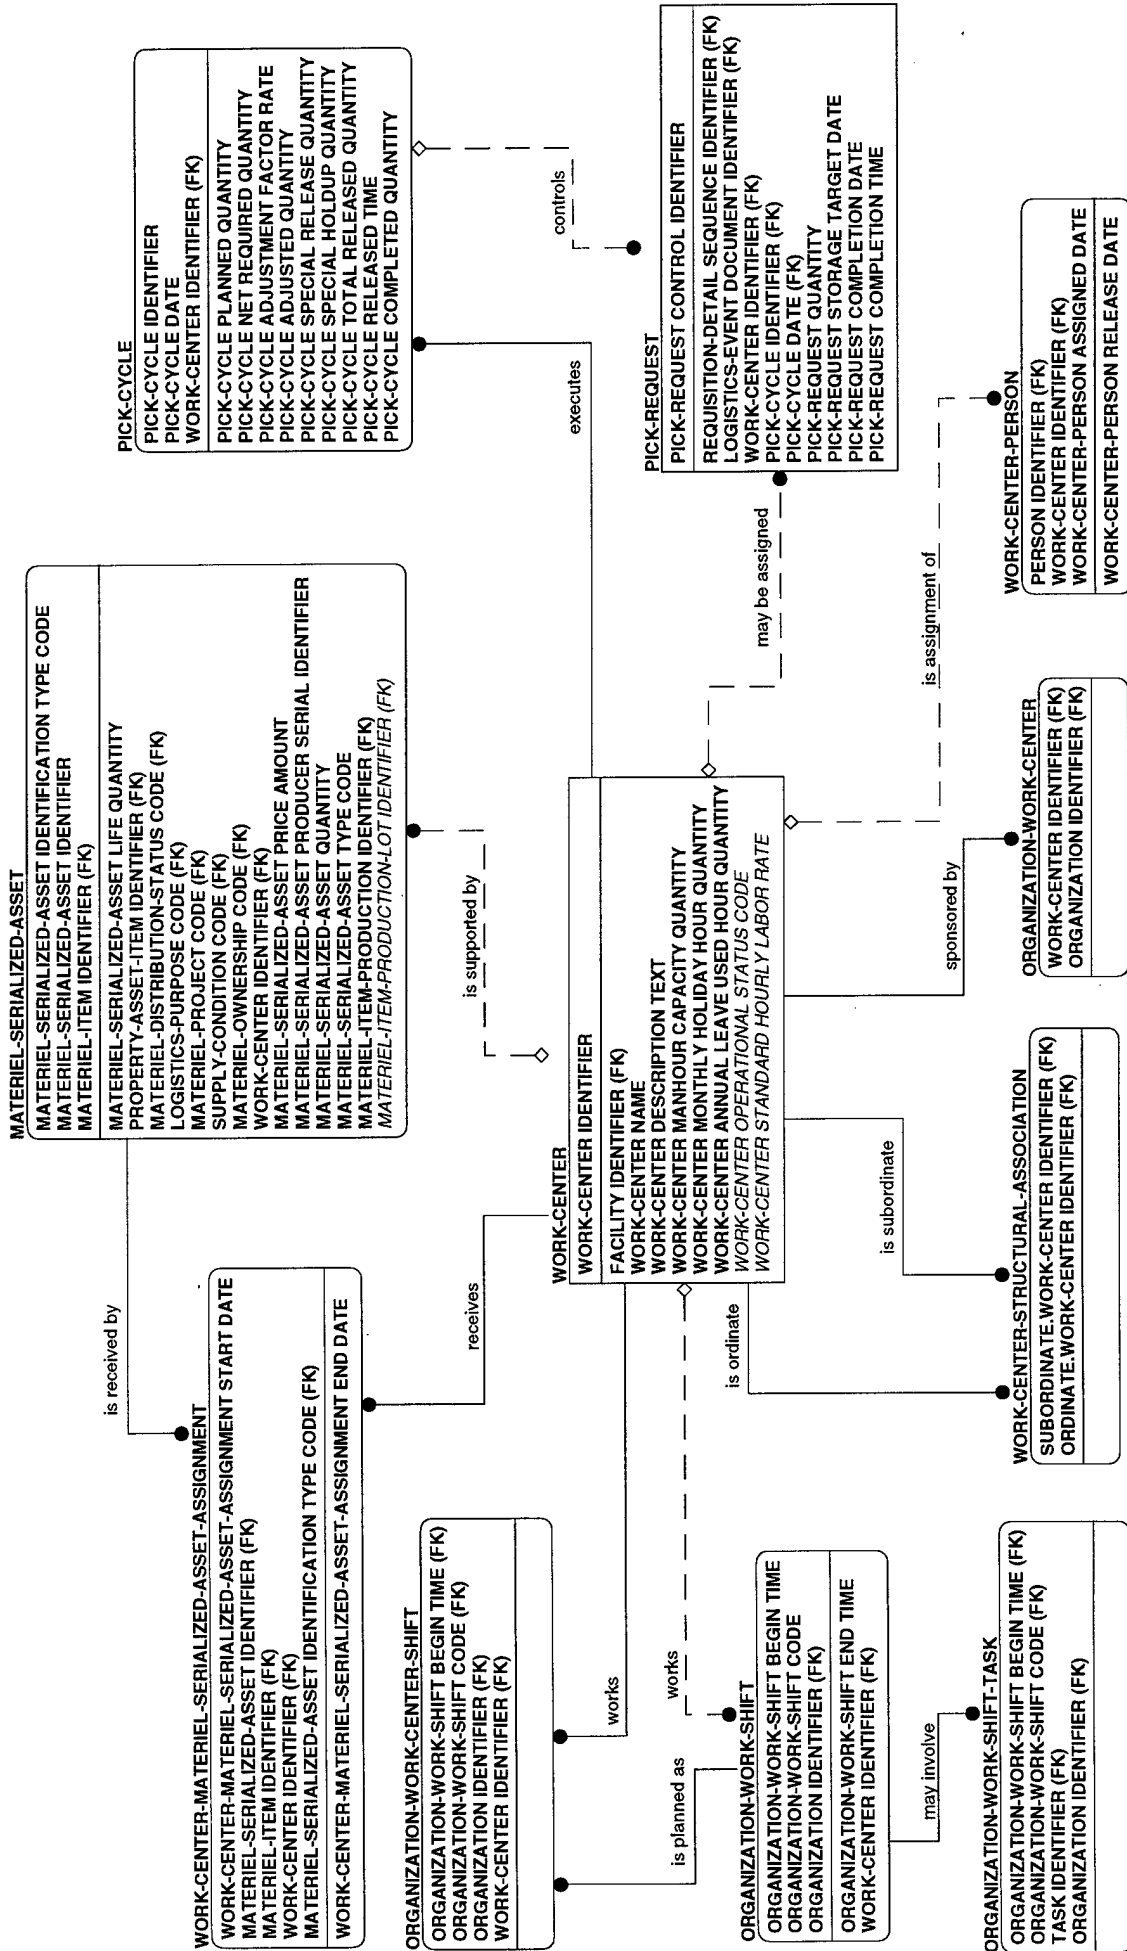 WORK-CENTER-MATERIEL-SERIALIZED-ASSET-ASSIGNMENT
WORK-CENTER-MATERIEL-SERIALIZED-ASSET-ASSIGNMENT START DATE
MATERIEL-SERIALIZED-ASSET IDENTIFIER (FK)
MATERIEL-ITEM IDENTIFIER (FK)
WORK-CENTER IDENTIFIER (FK)
MATERIEL-SERIALIZED-ASSET IDENTIFICATION TYPE CODE (FK)
WORK-CENTER-MATERIEL-SERIALIZED-ASSET-ASSIGNMENT END DATE
is received by
MATERIEL-SERIALIZED-ASSET
MATERIEL-SERIALIZED-ASSET IDENTIFICATION TYPE CODE
MATERIEL-SERIALIZED-ASSET IDENTIFIER
MATERIEL-ITEM IDENTIFIER (FK)
MATERIEL-SERIALIZED-ASSET LIFE QUANTITY
PROPERTY-ASSET-ITEM IDENTIFIER (FK)
MATERIEL-DISTRIBUTION-STATUS CODE (FK)
LOGISTICS-PURPOSE CODE (FK)
MATERIEL-PROJECT CODE (FK)
SUPPLY-CONDITION CODE (FK)
MATERIEL-OWNERSHIP CODE (FK)
WORK-CENTER IDENTIFIER (FK)
MATERIEL-SERIALIZED-ASSET PRICE AMOUNT
MATERIEL-SERIALIZED-ASSET PRODUCER SERIAL IDENTIFIER
MATERIEL-SERIALIZED-ASSET QUANTITY
MATERIEL-SERIALIZED-ASSET TYPE CODE
MATERIEL-ITEM-PRODUCTION IDENTIFIER (FK)
MATERIEL-ITEM-PRODUCTION-LOT IDENTIFIER (FK)
PICK-CYCLE
PICK-CYCLE IDENTIFIER
PICK-CYCLE DATE
WORK-CENTER IDENTIFIER (FK)
PICK-CYCLE PLANNED QUANTITY
PICK-CYCLE NET REQUIRED QUANTITY
PICK-CYCLE ADJUSTMENT FACTOR RATE
PICK-CYCLE ADJUSTED QUANTITY
PICK-CYCLE SPECIAL RELEASE QUANTITY
PICK-CYCLE SPECIAL HOLDUP QUANTITY
PICK-CYCLE TOTAL RELEASED QUANTITY
PICK-CYCLE RELEASED TIME
PICK-CYCLE COMPLETED QUANTITY
ORGANIZATION-WORK-CENTER-SHIFT
ORGANIZATION-WORK-SHIFT BEGIN TIME (FK)
ORGANIZATION-WORK-SHIFT CODE (FK)
ORGANIZATION IDENTIFIER (FK)
WORK-CENTER IDENTIFIER (FK)
receives
is supported by
executes
controls
WORK-CENTER
WORK-CENTER IDENTIFIER
FACILITY IDENTIFIER (FK)
WORK-CENTER NAME
WORK-CENTER DESCRIPTION TEXT
WORK-CENTER MANHOUR CAPACITY QUANTITY
WORK-CENTER MONTHLY HOLIDAY HOUR QUANTITY
WORK-CENTER ANNUAL LEAVE USED HOUR QUANTITY
WORK-CENTER OPERATIONAL STATUS CODE
WORK-CENTER STANDARD HOURLY LABOR RATE
works
works
is planned as
is ordinate
may be assigned
PICK-REQUEST
PICK-REQUEST CONTROL IDENTIFIER
REQUISITION-DETAIL SEQUENCE IDENTIFIER (FK)
LOGISTICS-EVENT DOCUMENT IDENTIFIER (FK)
WORK-CENTER IDENTIFIER (FK)
PICK-CYCLE IDENTIFIER (FK)
PICK-CYCLE DATE (FK)
PICK-REQUEST QUANTITY
PICK-REQUEST STORAGE TARGET DATE
PICK-REQUEST COMPLETION DATE
PICK-REQUEST COMPLETION TIME
ORGANIZATION-WORK-SHIFT
ORGANIZATION-WORK-SHIFT BEGIN TIME
ORGANIZATION-WORK-SHIFT CODE
ORGANIZATION IDENTIFIER (FK)
ORGANIZATION-WORK-SHIFT END TIME
WORK-CENTER IDENTIFIER (FK)
may involve
is subordinate
sponsored by
is assignment of
ORGANIZATION-WORK-SHIFT-TASK
ORGANIZATION-WORK-SHIFT BEGIN TIME (FK)
ORGANIZATION-WORK-SHIFT CODE (FK)
TASK IDENTIFIER (FK)
ORGANIZATION IDENTIFIER (FK)
WORK-CENTER-STRUCTURAL-ASSOCIATION
SUBORDINATE.WORK-CENTER IDENTIFIER (FK)
ORDINATE.WORK-CENTER IDENTIFIER (FK)
ORGANIZATION-WORK-CENTER
WORK-CENTER IDENTIFIER (FK)
ORGANIZATION IDENTIFIER (FK)
WORK-CENTER-PERSON
PERSON IDENTIFIER (FK)
WORK-CENTER IDENTIFIER (FK)
WORK-CENTER-PERSON ASSIGNED DATE
WORK-CENTER-PERSON RELEASE DATE